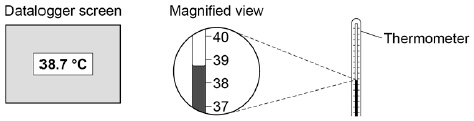 Datalogger screen
38.7 °C
Magnified view
40
39
38
37
Thermometer